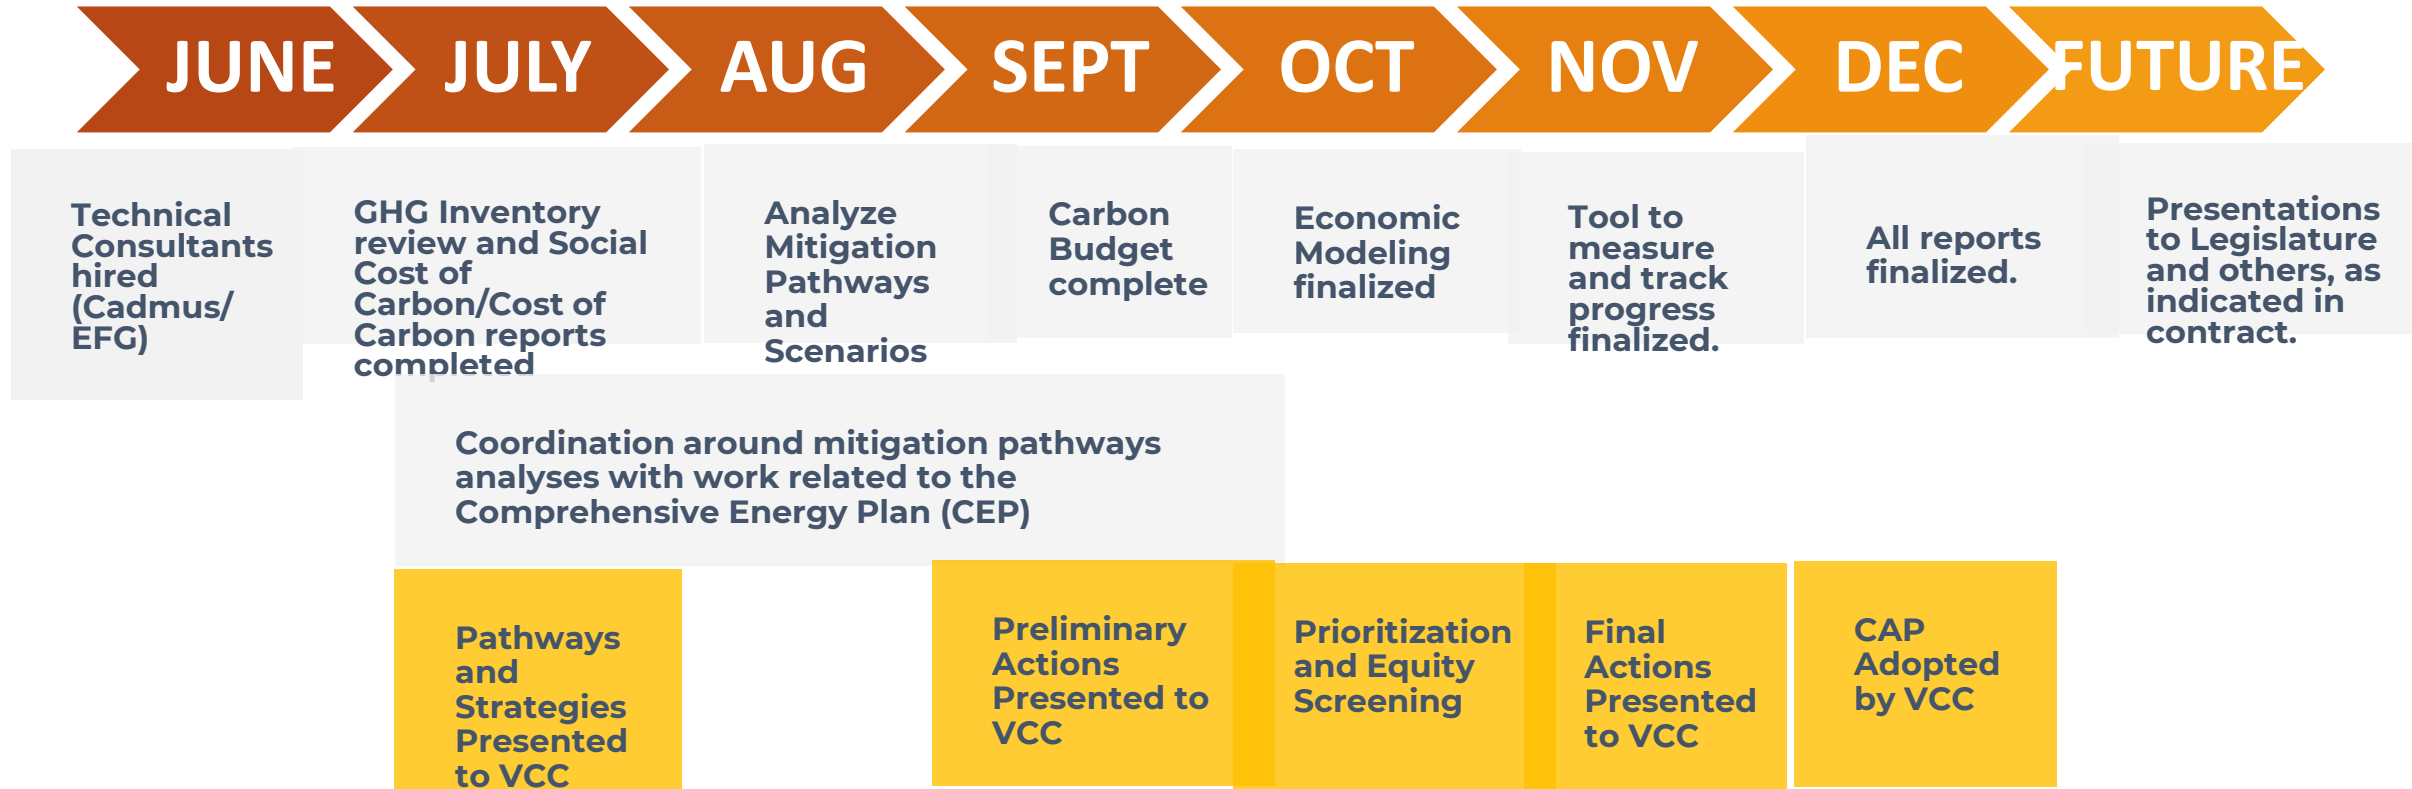 JUNE
JULY
AUG
SEPT
OCT
NOV
DEC
FUTURE
Technical
Consultants
hired
(Cadmus/
EFG)
GHG Inventory
review and Social
Cost of
Carbon/Cost of
Carbon reports
completed
Analyze
Mitigation
Pathways
and
Scenarios
Carbon
Budget
complete
Economic
Modeling
finalized
Tool to
measure
and track
progress
finalized.
All reports
finalized.
Presentations
to Legislature
and others, as
indicated in
contract.
Coordination around mitigation pathways
analyses with work related to the
Comprehensive Energy Plan (CEP)
Pathways
and
Strategies
Presented
to VCC
Preliminary
Actions
Presented to
VCC
Prioritization
and Equity
Screening
Final
Actions
Presented
to VCC
CAP
Adopted
by VCC